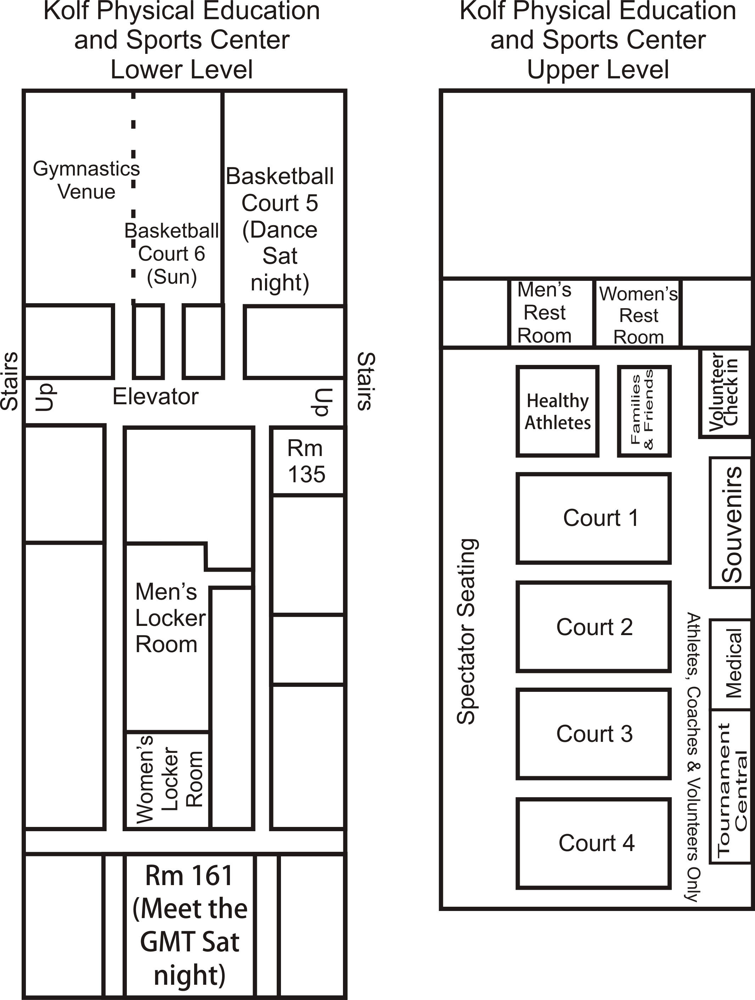 Kolf Physical Education
and Sports Center
Lower Level
Gymnastics
Venue
Basketball
Court 6
(Sun)
Basketball
Court 5
(Dance
Sat
night)
Stairs
Up
Elevator
Up
Stairs
Rm
135
Men's
Locker
Room
Women's
Locker
Room
Rm 161
(Meet the
GMT Sat
night)
Kolf Physical Education
and Sports Center
Upper Level
Men's
Rest
Room
Women's
Rest
Room
Healthy
Athletes
Families
& Friends
Volunteer
Check in
Souvenirs
Court 1
Spectator Seating
Court 2
Medical
Athletes, Coaches & Volunteers Only
Court 3
Tournament
Central
Court 4